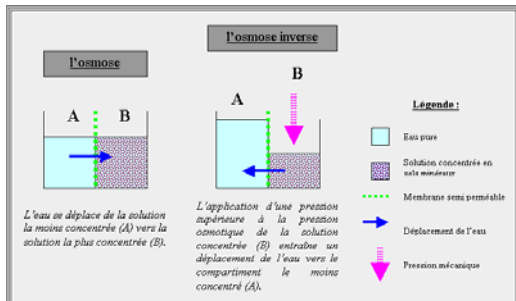 l'osmose
A B
L'eau se déplace de la solution
la moins concentrée (A) vers la
solution la plus concentrée (B).
l'osmose inverse
B
A
L'application d'une pression
supérieure à la pression
osmotique de la solution
concentrée (B) entraîne un
déplacement de l'eau vers le
compartiment le moins
concentré (A).
Légende :
Eau pure
Solution concentrée en
sels minéraux
Membrane semi perméable
Déplacement de l'eau
Pression mécanique